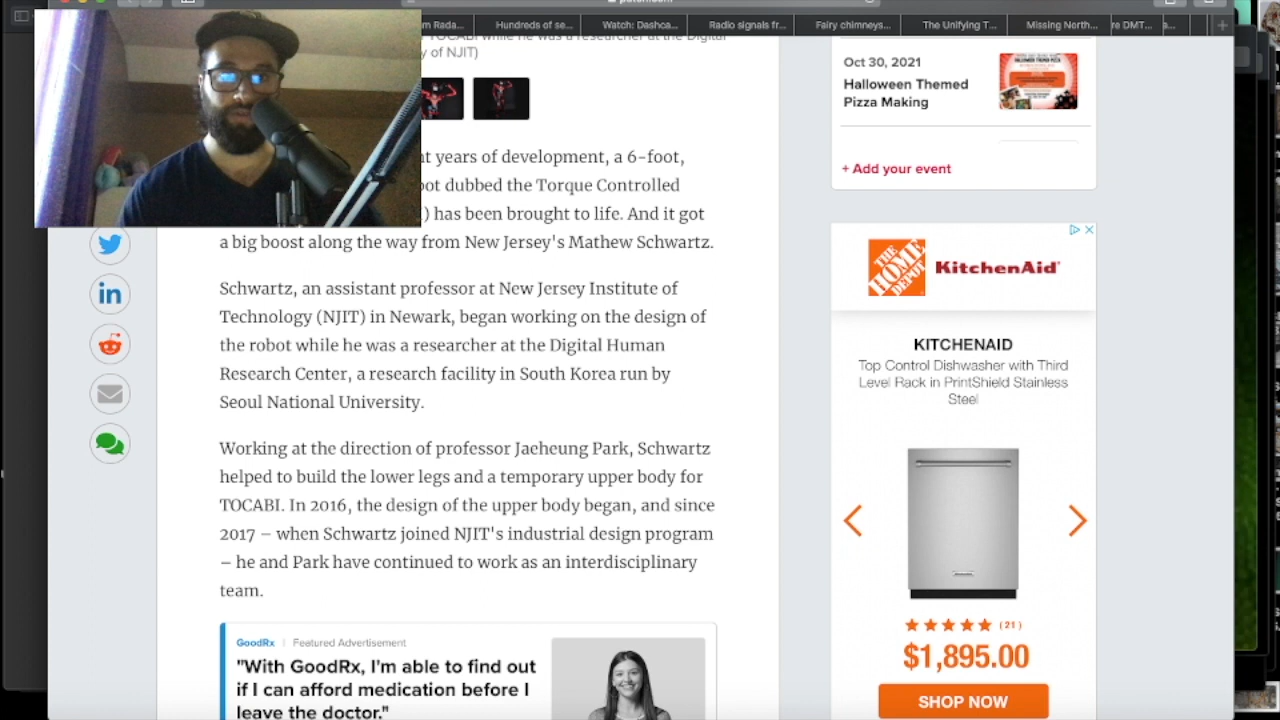 m Rada...
Hundreds of se...
Watch: Dashca...
Radio signals fr...
Fairy chimneys...
The Unifying T...
Missing North...
re DMT...
y of NJIT)
Oct 30, 2021
Halloween Themed
Pizza Making
+ Add your event
t years of development, a 6-foot,
ot dubbed the Torque Controlled
) has been brought to life. And it got
a big boost along the way from New Jersey's Mathew Schwartz.
Schwartz, an assistant professor at New Jersey Institute of
Technology (NJIT) in Newark, began working on the design of
the robot while he was a researcher at the Digital Human
Research Center, a research facility in South Korea run by
Seoul National University.
Working at the direction of professor Jaeheung Park, Schwartz
helped to build the lower legs and a temporary upper body for
TOCABI. In 2016, the design of the upper body began, and since
2017 – when Schwartz joined NJIT's industrial design program
– he and Park have continued to work as an interdisciplinary
team.
GoodRx | Featured Advertisement
"With GoodRx, I'm able to find out
if I can afford medication before I
leave the doctor."
THE HOME DEPOT
KitchenAid
KITCHENAID
Top Control Dishwasher with Third
Level Rack in PrintShield Stainless
Steel
(21)
$1,895.00
SHOP NOW